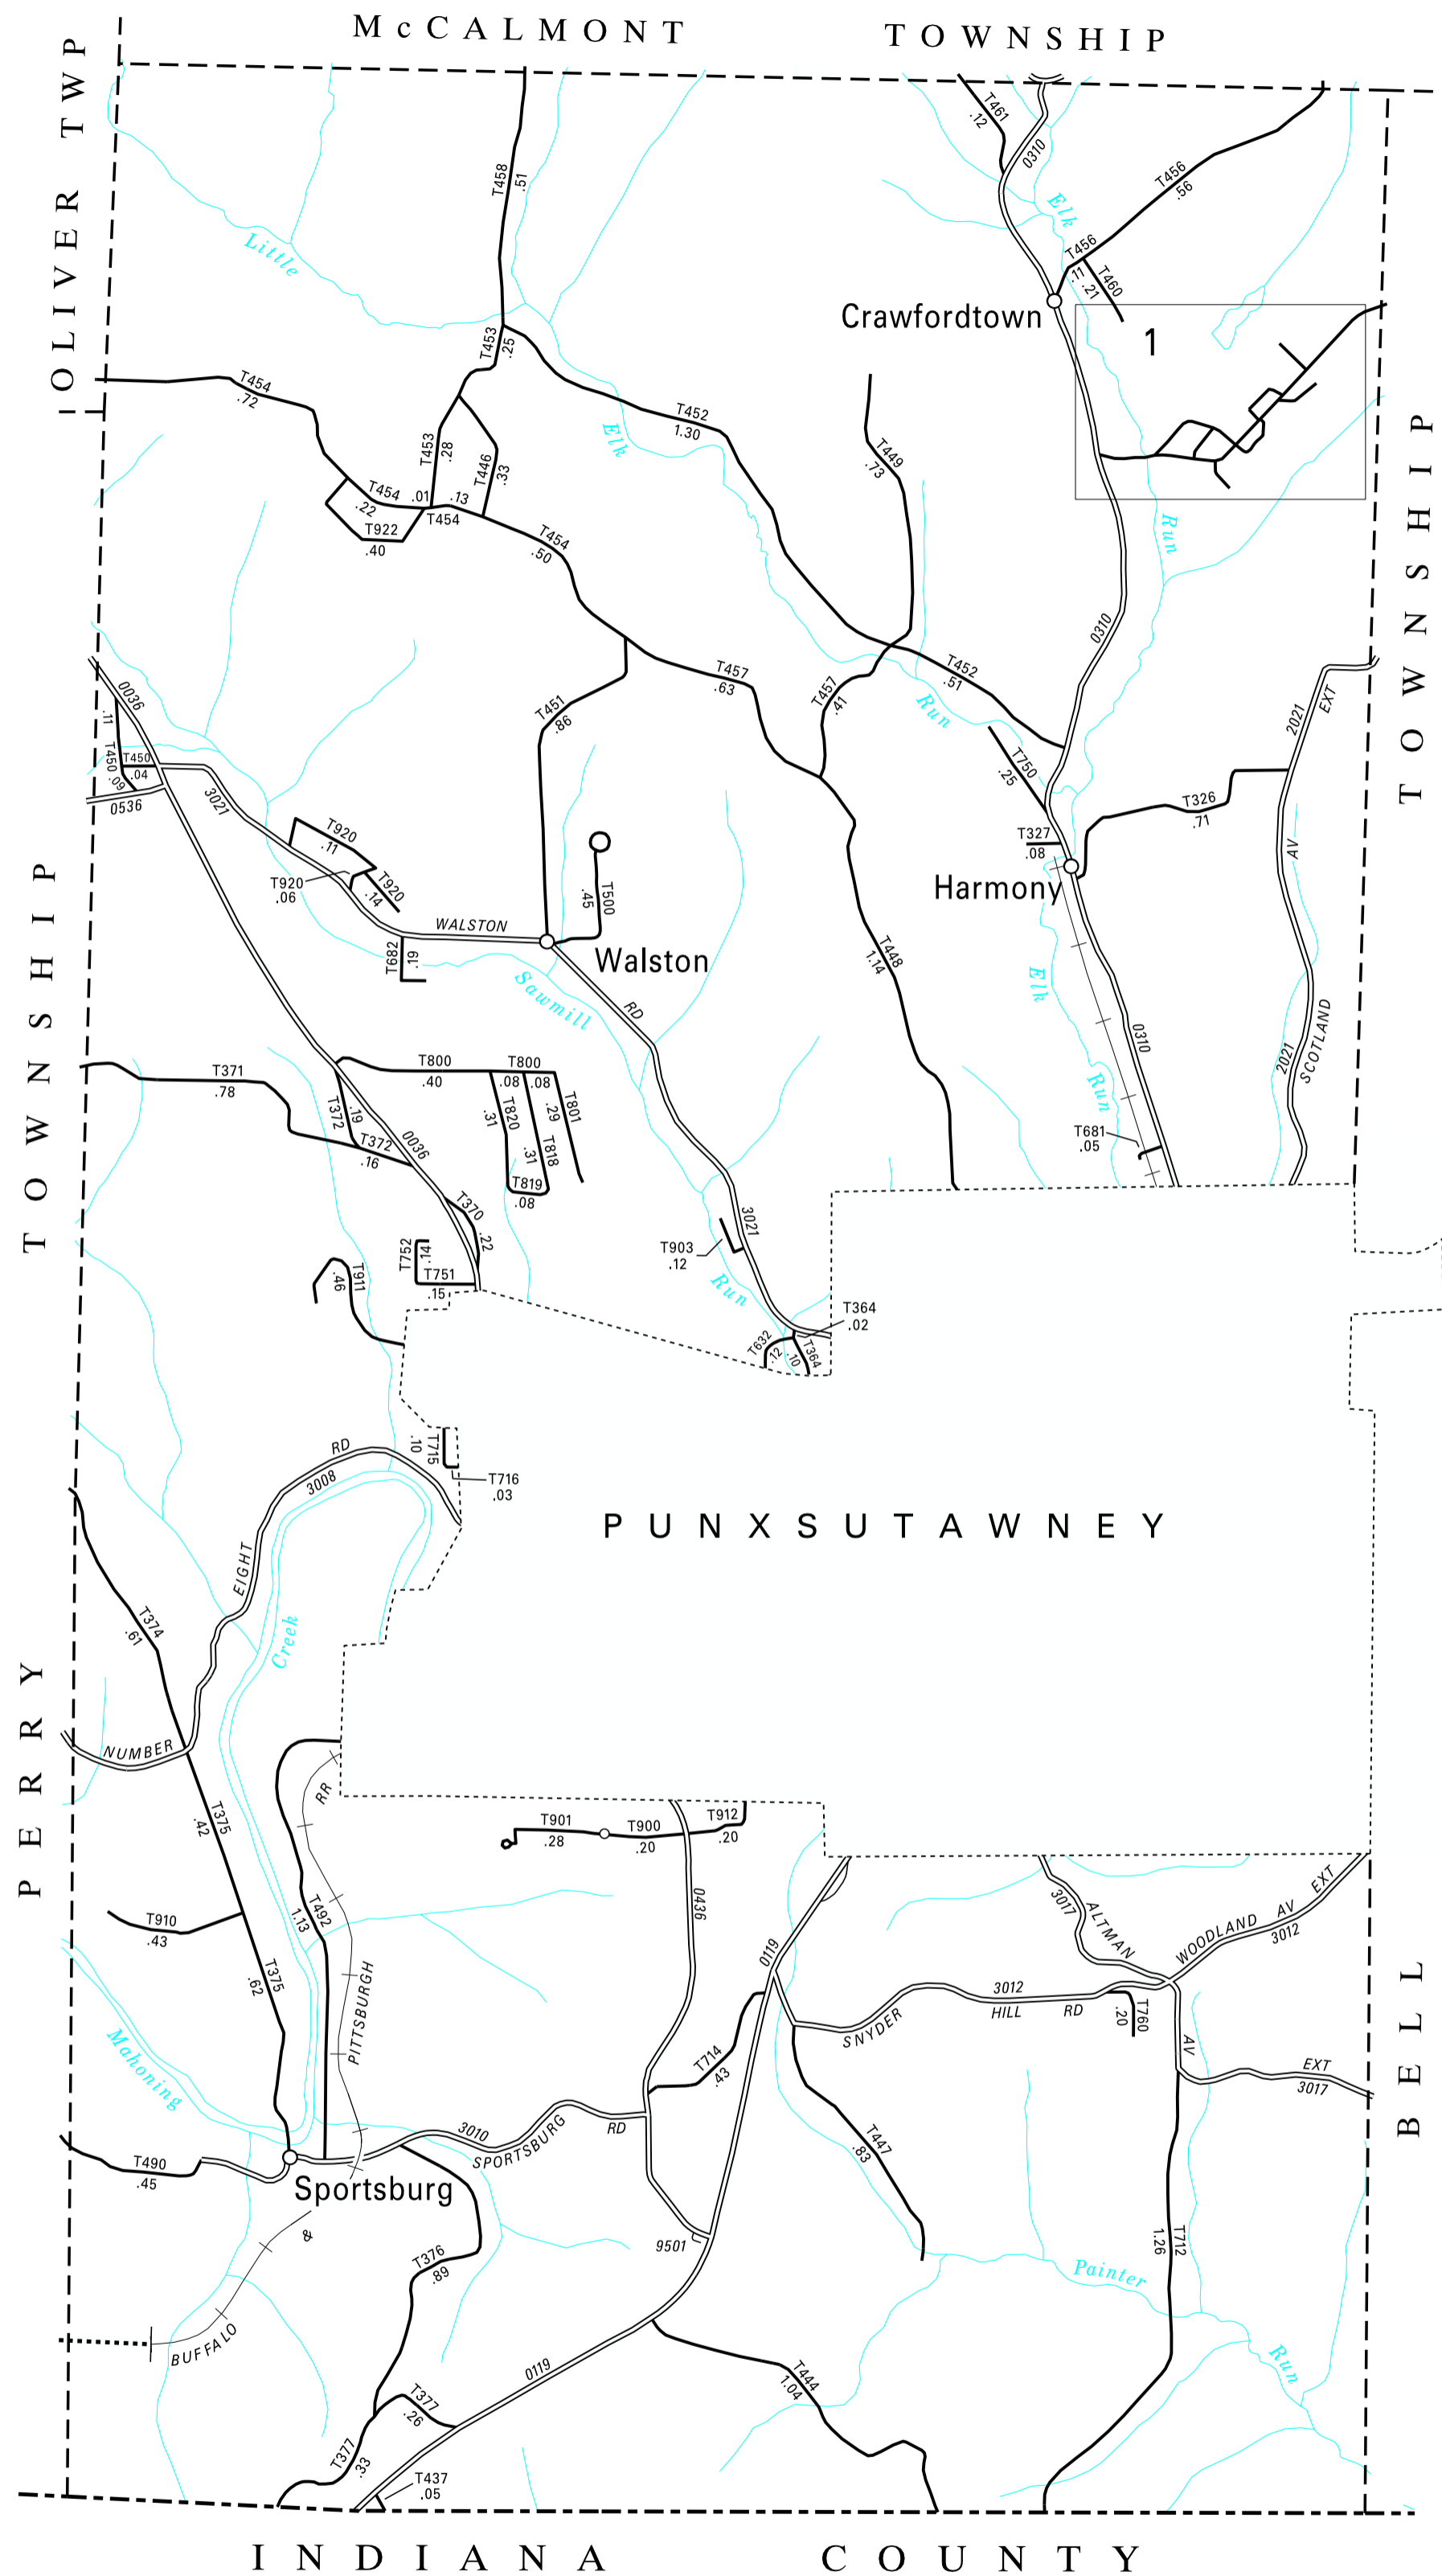 McCALMONT TOWNSHIP
OLIVER TWP
T461
.12
0310
T458
.51
T456
.56
Elk
Little
T456
.11
T460
.21
Crawfordtown
1
T453
.25
T454
.72
T452
1.30
Elk
T453
.28
T446
.33
T449
.73
T454
.22
.01
.13
T454
T922
.40
T454
.50
Run
TOWNSHIP
0310
T457
.63
T452
.51
T457
.41
Run
0036
.11
T451
.86
2021
EXT
T450
T450
.04
.09
0536
3021
T750
.25
T326
.71
T920
.11
T327
.08
AV
T920
.06
T920
.14
T500
.45
Harmony
WALSTON
Walston
T682
.19
T448
1.14
Sawmill
RD
Elk
TOWNSHIP
0310
2021
SCOTLAND
T371
.78
T800
.40
T800
.08
.08
T372
.19
T820
.31
T801
.29
Run
T372
.16
0036
T818
.31
T681
.05
T819
.08
T370
.22
3021
T752
.14
T903
.12
T911
.46
T751
.15
Run
T364
.02
T632
.12
T364
.10
RD
3008
T715
.10
T716
.03
PUNXSUTAWNEY
EIGHT
T374
.61
Creek
PERRY
NUMBER
RR
T375
.42
T901
.28
T900
.20
T912
.20
0436
T492
1.13
T910
.43
3017
ALTMAN
WOODLAND AV EXT
3012
0119
T375
.62
PITTSBURGH
3012
SNYDER HILL RD
T760
.20
BELL
Mahoning
T714
.43
AV
EXT
3017
3010
SPORTSBURG RD
T447
.83
T490
.45
Sportsburg
&
9501
T712
1.26
T376
.89
Painter
BUFFALO
Run
0119
T444
1.04
T377
.26
T377
.33
T437
.05
INDIANA COUNTY